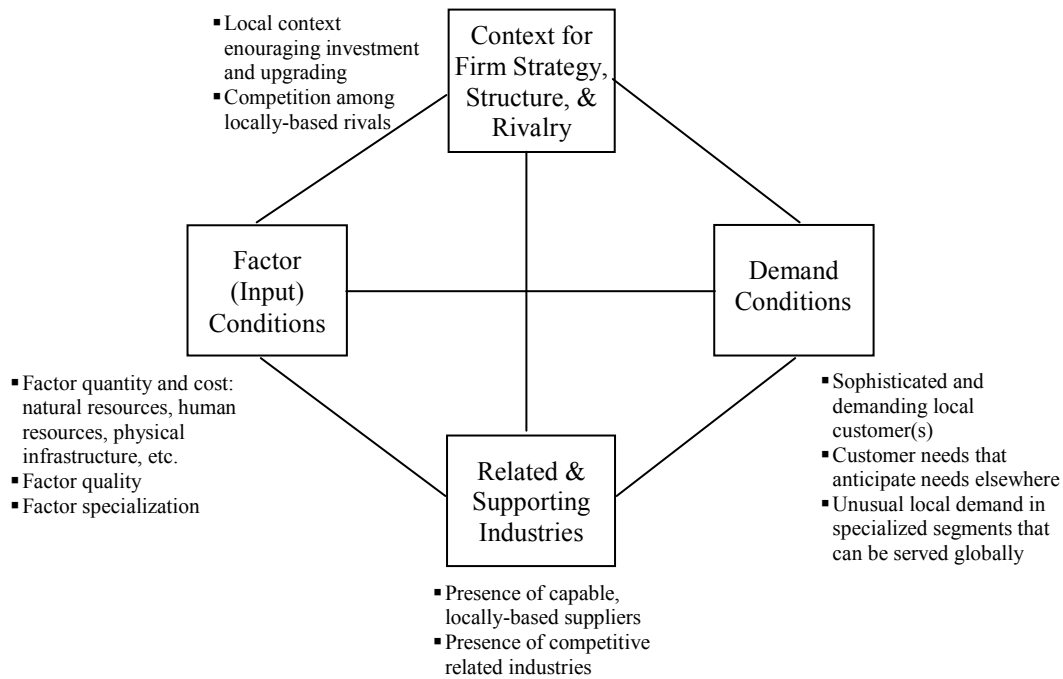 ▪ Local context
enouraging investment
and upgrading
▪ Competition among
locally-based rivals
Context for
Firm Strategy,
Structure, &
Rivalry
Factor
(Input)
Conditions
Demand
Conditions
▪ Factor quantity and cost:
natural resources, human
resources, physical
infrastructure, etc.
▪ Factor quality
▪ Factor specialization
Related &
Supporting
Industries
▪ Sophisticated and
demanding local
customer(s)
▪ Customer needs that
anticipate needs elsewhere
▪ Unusual local demand in
specialized segments that
can be served globally
▪ Presence of capable,
locally-based suppliers
▪ Presence of competitive
related industries